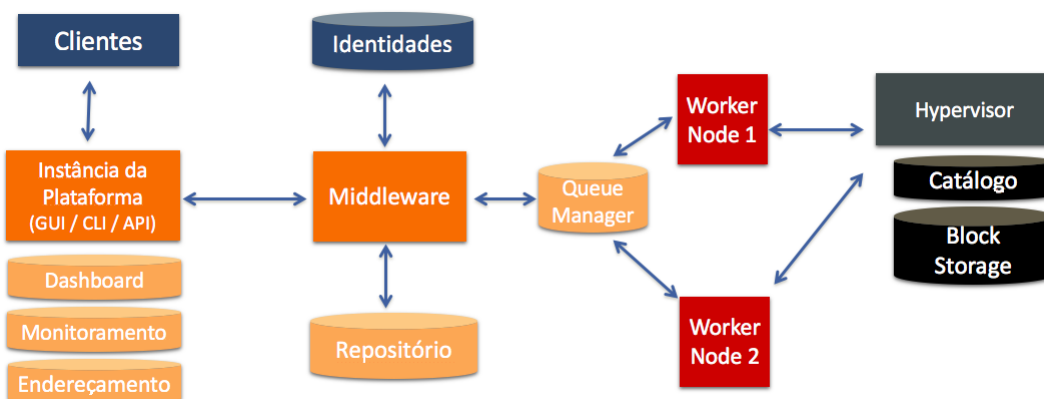 Clientes
Identidades
Instância da
Plataforma
(GUI / CLI / API)
Middleware
Queue
Manager
Worker
Node 1
Hypervisor
Catálogo
Block
Storage
Dashboard
Monitoramento
Endereçamento
Repositório
Worker
Node 2